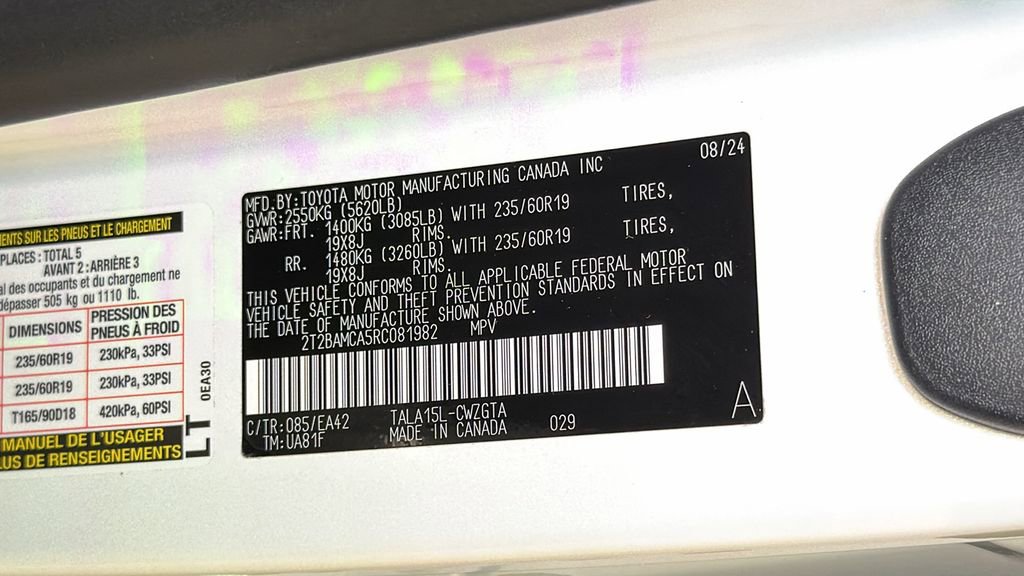 MENTS SUR LES PNEUS ET LE CHARGEMENT
PLACES : TOTAL 5
AVANT 2 : ARRIÈRE 3
al des occupants et du chargement ne
dépasser 505 kg ou 1110 lb.
DIMENSIONS PRESSION DES PNEUS À FROID
235/60R19 230kPa, 33PSI
235/60R19 230kPa, 33PSI
T165/90D18 420kPa, 60PSI
MANUEL DE L'USAGER
LUS DE RENSEIGNEMENTS
0EA30
LT
MFD.BY:TOYOTA MOTOR MANUFACTURING CANADA INC 08/24
GVWR:2550KG (5620LB)
GAWR:FRT. 1400KG (3085LB) WITH 235/60R19 TIRES,
19X8J RIMS.
RR. 1480KG (3260LB) WITH 235/60R19 TIRES,
19X8J RIMS.
THIS VEHICLE CONFORMS TO ALL APPLICABLE FEDERAL MOTOR
VEHICLE SAFETY AND THEFT PREVENTION STANDARDS IN EFFECT ON
THE DATE OF MANUFACTURE SHOWN ABOVE.
2T2BAMCA5RC081982 MPV
C/TR:085/EA42 TALA15L-CWZGTA 029
TM:UA81F MADE IN CANADA
A